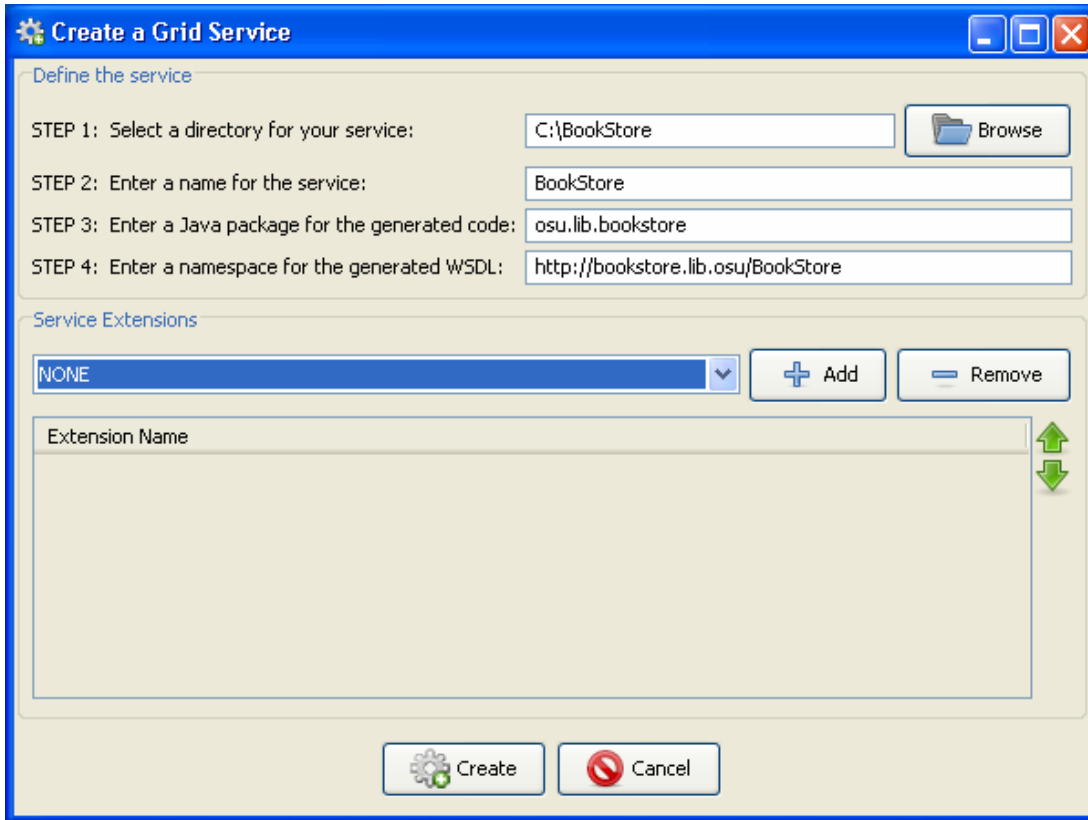 Create a Grid Service
Define the service
STEP 1: Select a directory for your service: C:\BookStore Browse
STEP 2: Enter a name for the service: BookStore
STEP 3: Enter a Java package for the generated code: osu.lib.bookstore
STEP 4: Enter a namespace for the generated WSDL: http://bookstore.lib.osu/BookStore
Service Extensions
NONE Add Remove
Extension Name
Create Cancel